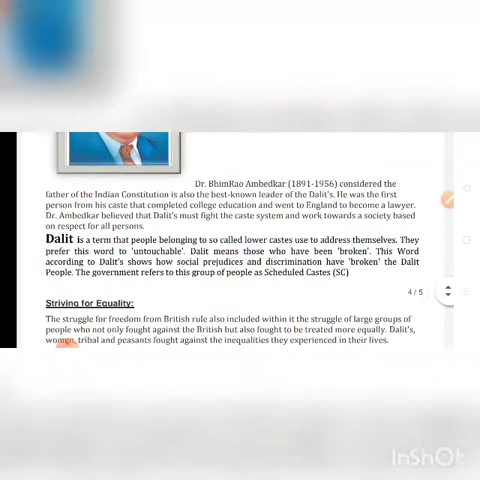 Dr. BhimRao Ambedkar (1891-1956) considered the
father of the Indian Constitution is also the best-known leader of the Dalit's. He was the first
person from his caste that completed college education and went to England to become a lawyer.
Dr. Ambedkar believed that Dalit's must fight the caste system and work towards a society based
on respect for all persons.
Dalit is a term that people belonging to so called lower castes use to address themselves. They
prefer this word to 'untouchable'. Dalit means those who have been 'broken'. This Word
according to Dalit's shows how social prejudices and discrimination have 'broken' the Dalit
People. The government refers to this group of people as Scheduled Castes (SC)
4/5
Striving for Equality:
The struggle for freedom from British rule also included within it the struggle of large groups of
people who not only fought against the British but also fought to be treated more equally. Dalit's,
women, tribal and peasants fought against the inequalities they experienced in their lives.
InShOt